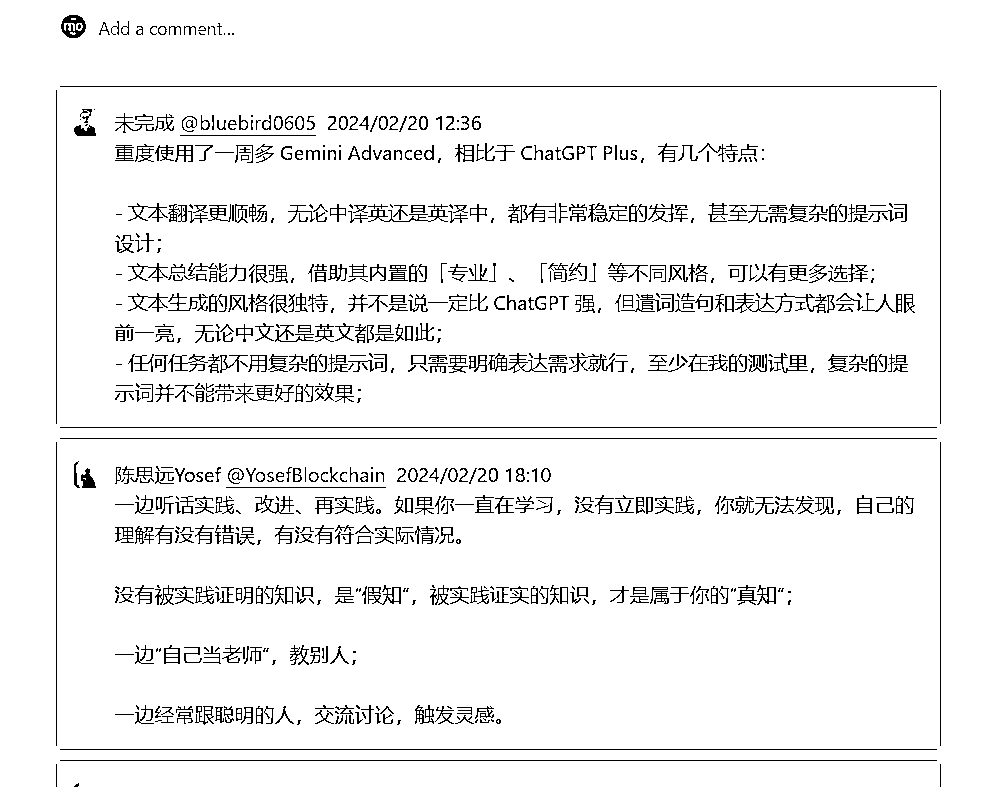 mo
Add a comment...
未完成 @bluebird0605 2024/02/20 12:36
重度使用了一周多 Gemini Advanced，相比于 ChatGPT Plus，有几个特点：
- 文本翻译更顺畅，无论中译英还是英译中，都有非常稳定的发挥，甚至无需复杂的提示词
设计；
- 文本总结能力很强，借助其内置的「专业」、「简约」等不同风格，可以有更多选择；
- 文本生成的风格很独特，并不是说一定比 ChatGPT 强，但遣词造句和表达方式都会让人眼
前一亮，无论中文还是英文都是如此；
- 任何任务都不用复杂的提示词，只需要明确表达需求就行，至少在我的测试里，复杂的提
示词并不能带来更好的效果；
陈思远Yosef @YosefBlockchain 2024/02/20 18:10
一边听话实践、改进、再实践。如果你一直在学习，没有立即实践，你就无法发现，自己的
理解有没有错误，有没有符合实际情况。
没有被实践证明的知识，是“假知“，被实践证实的知识，才是属于你的”真知“；
一边”自己当老师“，教别人；
一边经常跟聪明的人，交流讨论，触发灵感。